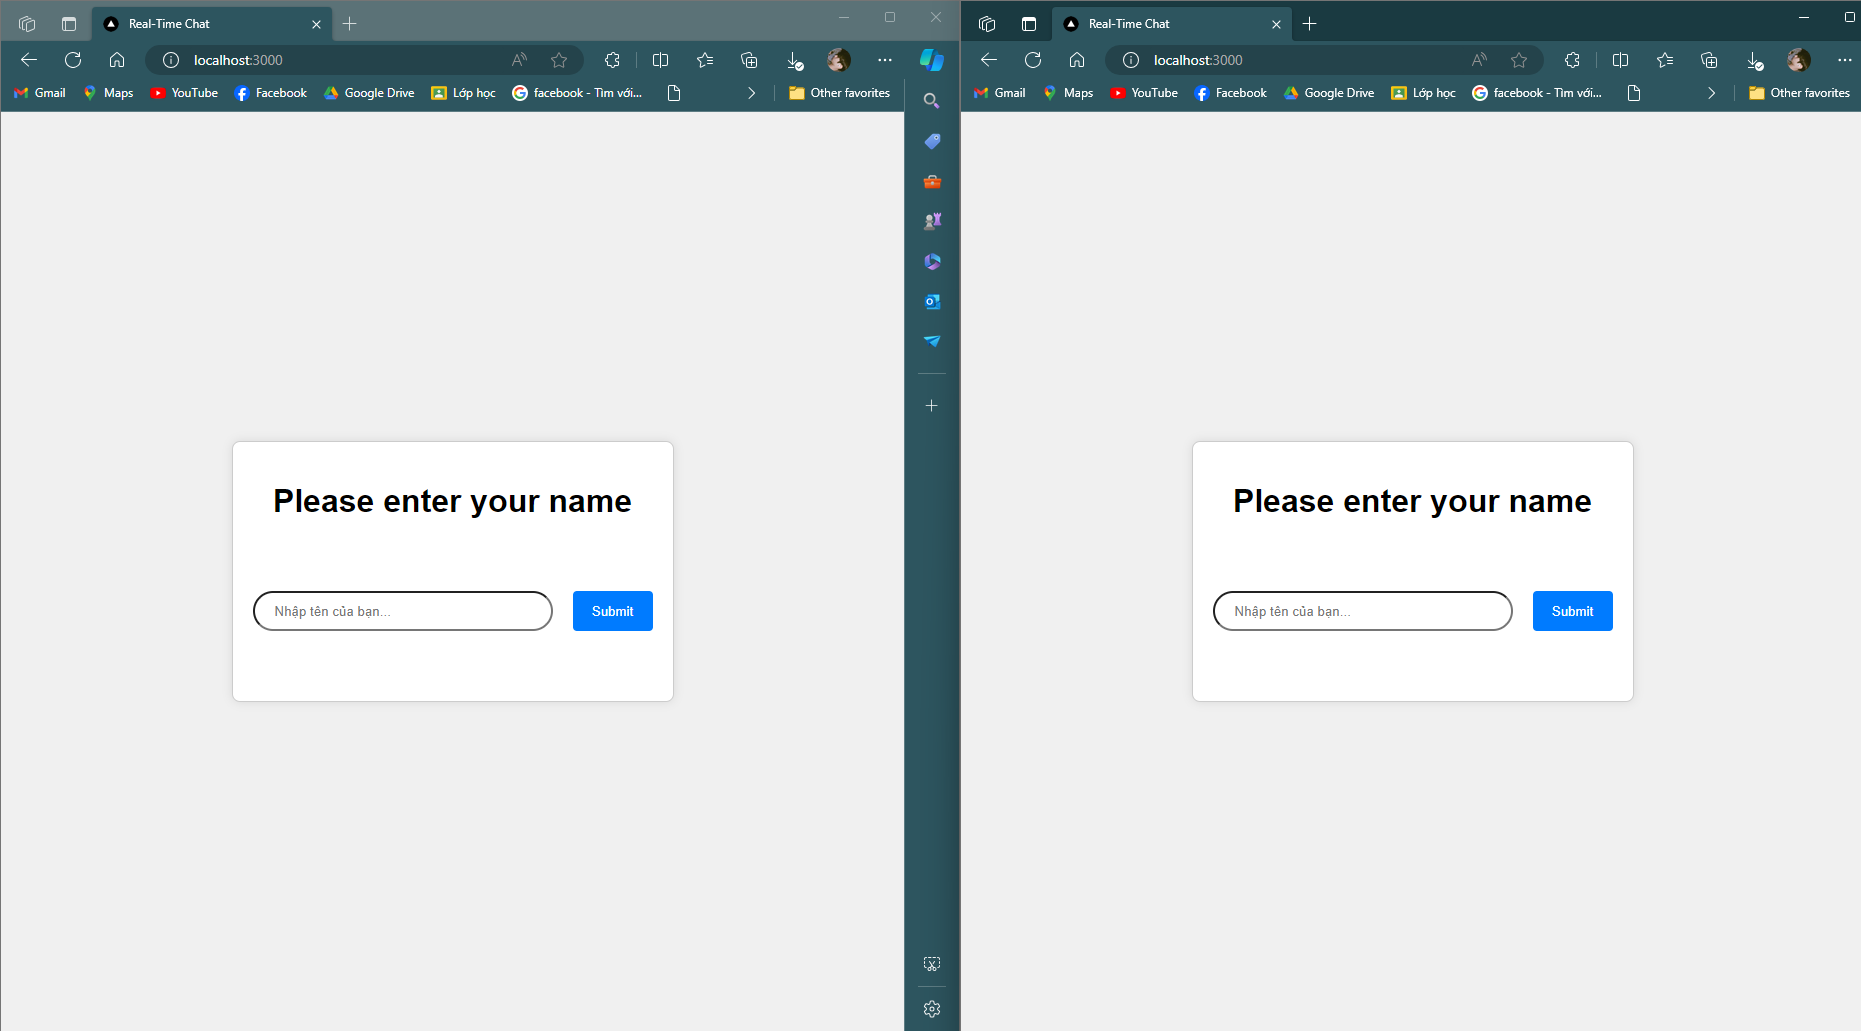 Real-Time Chat
localhost:3000
Gmail Maps YouTube Facebook Google Drive Lớp học facebook - Tìm với... Other favorites
Please enter your name
Nhập tên của bạn... Submit
Real-Time Chat
localhost:3000
Gmail Maps YouTube Facebook Google Drive Lớp học facebook - Tìm với... Other favorites
Please enter your name
Nhập tên của bạn... Submit